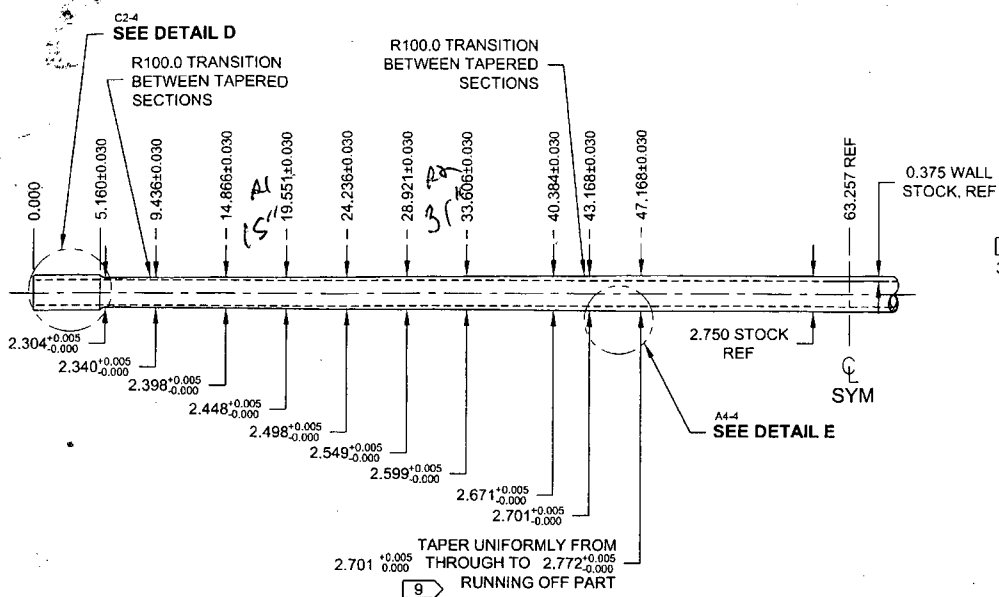 C2-4
SEE DETAIL D
R100.0 TRANSITION
BETWEEN TAPERED
SECTIONS
R100.0 TRANSITION
BETWEEN TAPERED
SECTIONS
0.000
5.160±0.030
9.436±0.030
14.866±0.030
19.551±0.030
24.236±0.030
28.921±0.030
33.606±0.030
40.384±0.030
43.168±0.030
47.168±0.030
63.257 REF
15"
31"
0.375 WALL
STOCK, REF
2.304 +0.005 -0.000
2.340 +0.005 -0.000
2.398 +0.005 -0.000
2.448 +0.005 -0.000
2.498 +0.005 -0.000
2.549 +0.005 -0.000
2.599 +0.005 -0.000
2.671 +0.005 -0.000
2.701 +0.005 -0.000
2.750 STOCK
REF
℄
SYM
A4-4
SEE DETAIL E
TAPER UNIFORMLY FROM
2.701 +0.005 0.000 THROUGH TO 2.772 +0.005 -0.000
RUNNING OFF PART
9